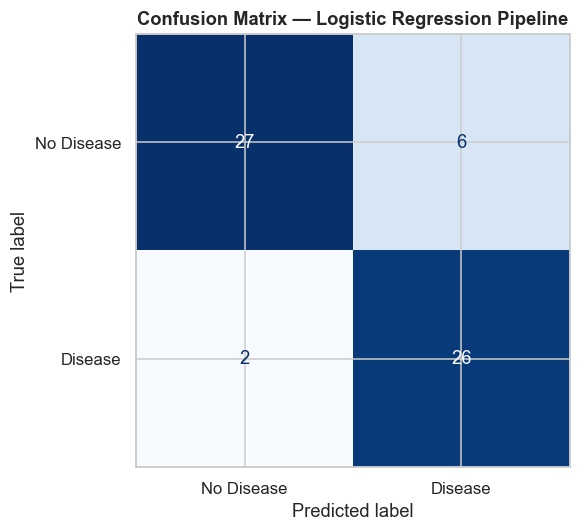 Confusion Matrix — Logistic Regression Pipeline
True label
No Disease
27
6
Disease
2
26
No Disease
Disease
Predicted label